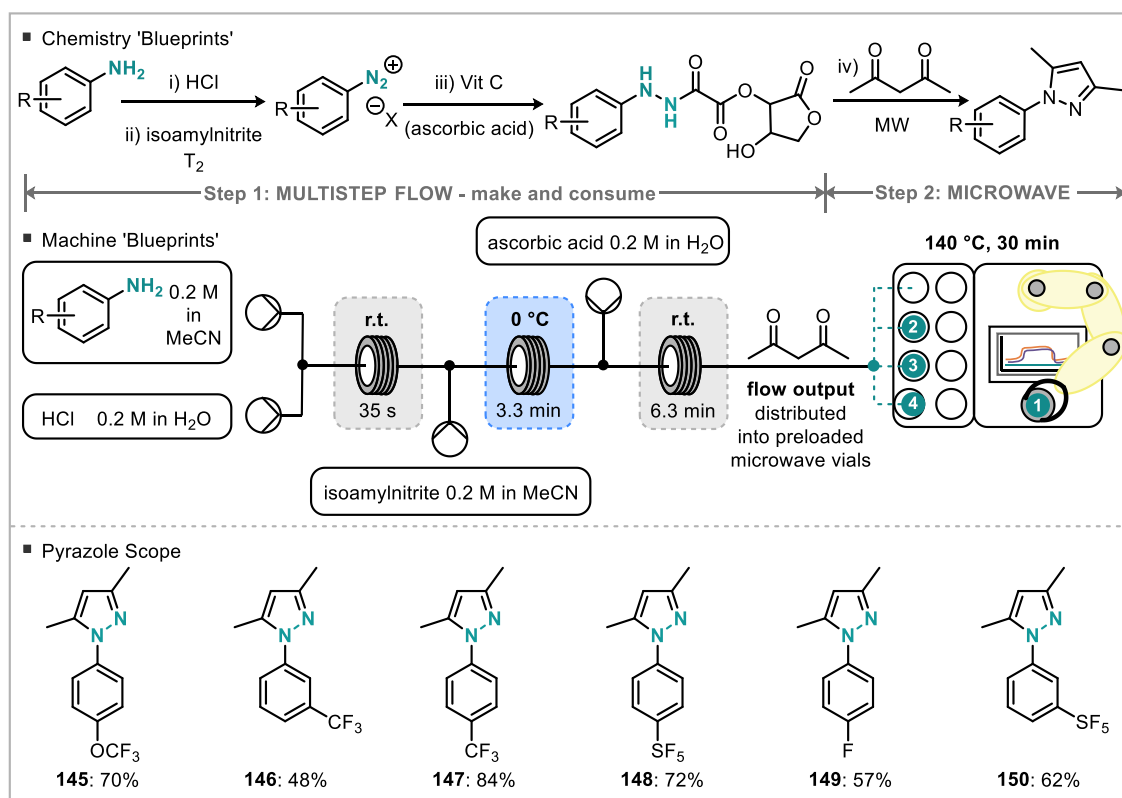 Chemistry 'Blueprints'
NH2
R
i) HCl
ii) isoamylnitrite
T2
N2 +
− X
R
iii) Vit C
(ascorbic acid)
R
H
N
N
H
O
O
O
O
O
HO
iv)
O O
MW
N
N
R
Step 1: MULTISTEP FLOW - make and consume
Step 2: MICROWAVE
Machine 'Blueprints'
ascorbic acid 0.2 M in H2O
140 °C, 30 min
NH2 0.2 M
in
MeCN
R
HCl 0.2 M in H2O
r.t.
35 s
0 °C
3.3 min
r.t.
6.3 min
isoamylnitrite 0.2 M in MeCN
O O
flow output
distributed
into preloaded
microwave vials
2
3
4
1
Pyrazole Scope
N N
OCF3
145: 70%
N N
CF3
146: 48%
N N
CF3
147: 84%
N N
SF5
148: 72%
N N
F
149: 57%
N N
SF5
150: 62%